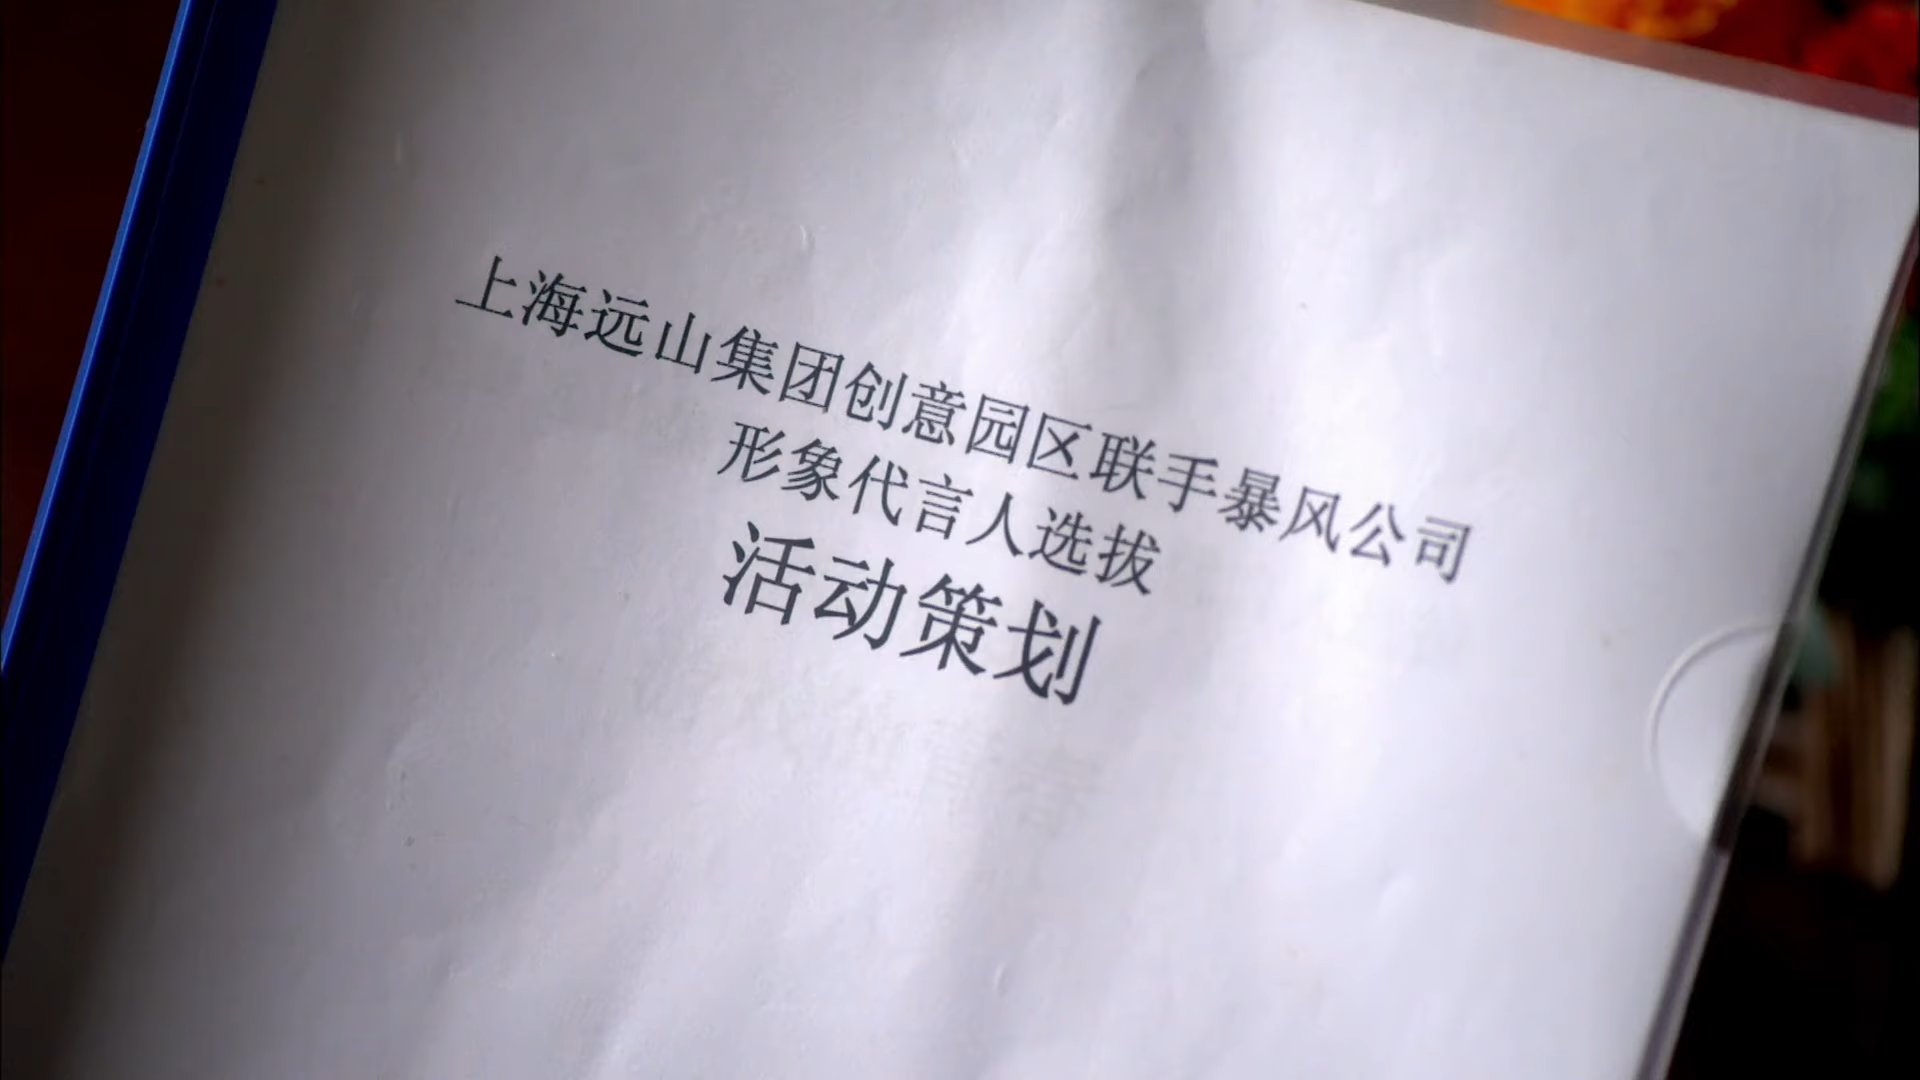 上海远山集团创意园区联手暴风公司
形象代言人选拔
活动策划